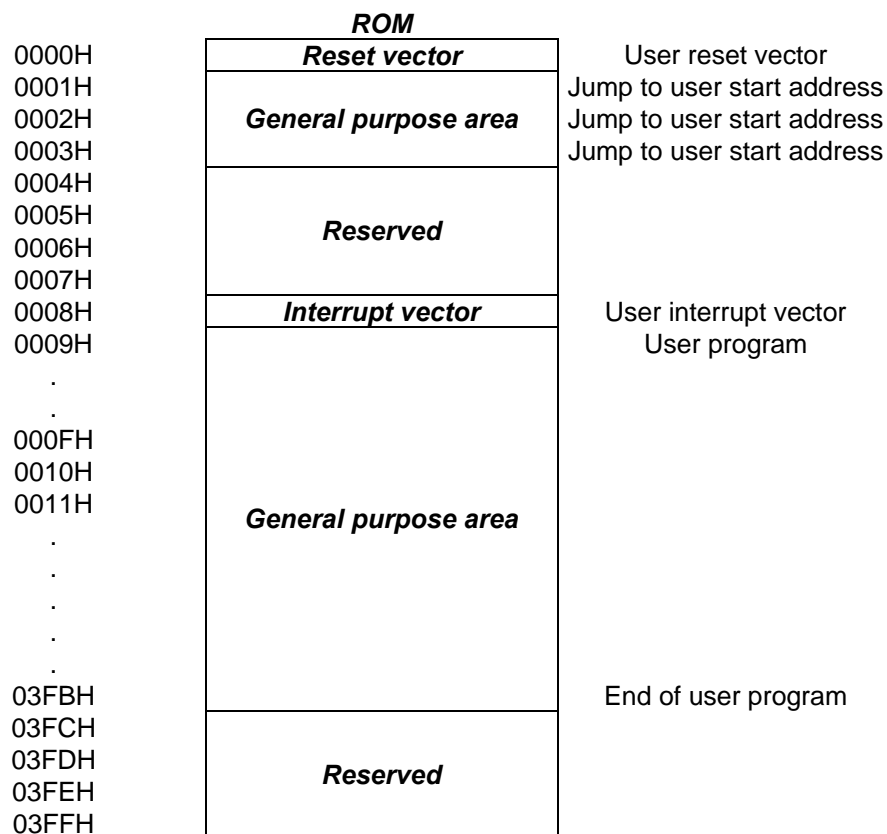 ROM
0000H Reset vector User reset vector
0001H Jump to user start address
0002H General purpose area Jump to user start address
0003H Jump to user start address
0004H
0005H
Reserved
0006H
0007H
0008H Interrupt vector User interrupt vector
0009H User program
.
.
000FH
0010H
0011H
General purpose area
.
.
.
.
.
03FBH End of user program
03FCH
03FDH
Reserved
03FEH
03FFH